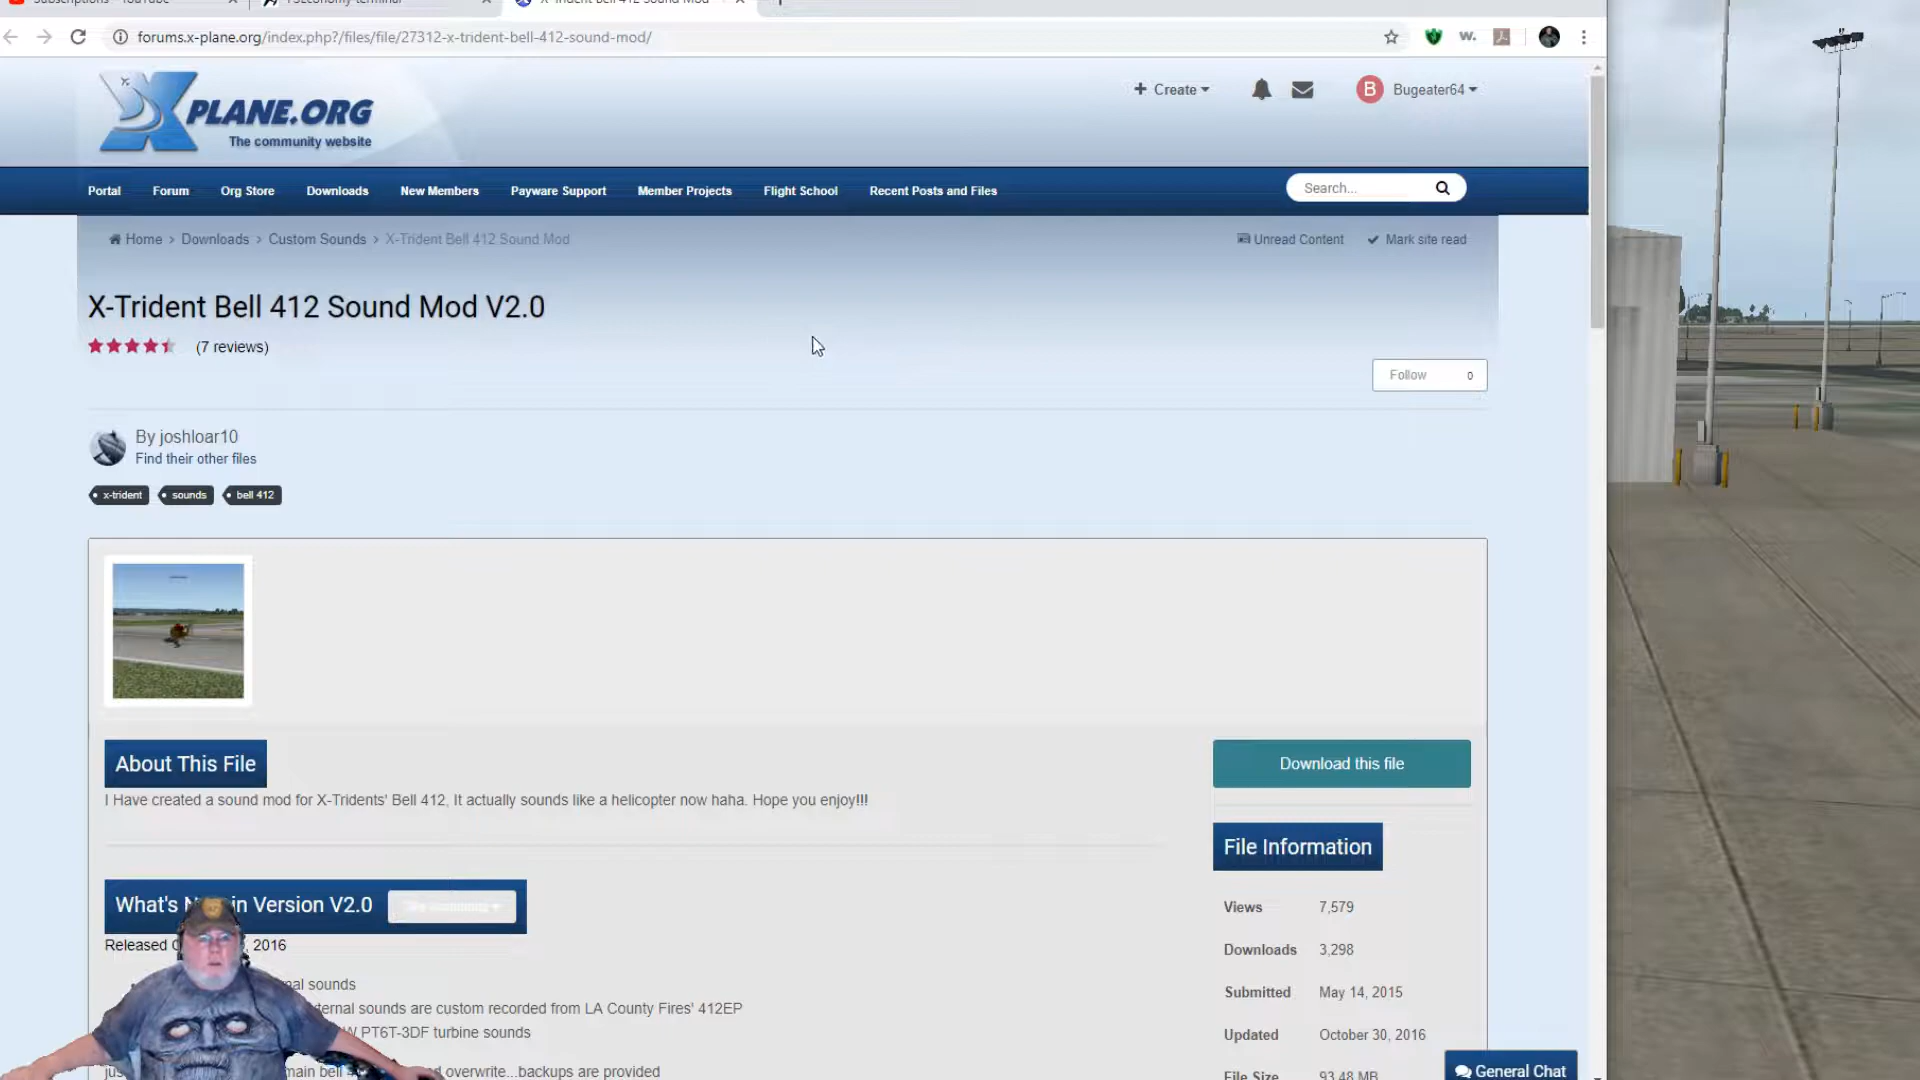 forums.x-plane.org/index.php?/files/file/27312-x-trident-bell-412-sound-mod/
w.
PLANE.ORG
The community website
+ Create
B Bugeater64
Portal Forum Org Store Downloads New Members Payware Support Member Projects Flight School Recent Posts and Files
Search...
Home > Downloads > Custom Sounds > X-Trident Bell 412 Sound Mod
Unread Content Mark site read
X-Trident Bell 412 Sound Mod V2.0
(7 reviews)
Follow 0
By joshloar10
Find their other files
x-trident sounds bell 412
About This File
Download this file
I Have created a sound mod for X-Tridents' Bell 412, It actually sounds like a helicopter now haha. Hope you enjoy!!!
File Information
What's in Version V2.0
Views 7,579
Released 2016
Downloads 3,298
sounds
Submitted May 14, 2015
sounds are custom recorded from LA County Fires' 412EP
PT6T-3DF turbine sounds
Updated October 30, 2016
main bell overwrite...backups are provided
File Size 93.48 MB
General Chat